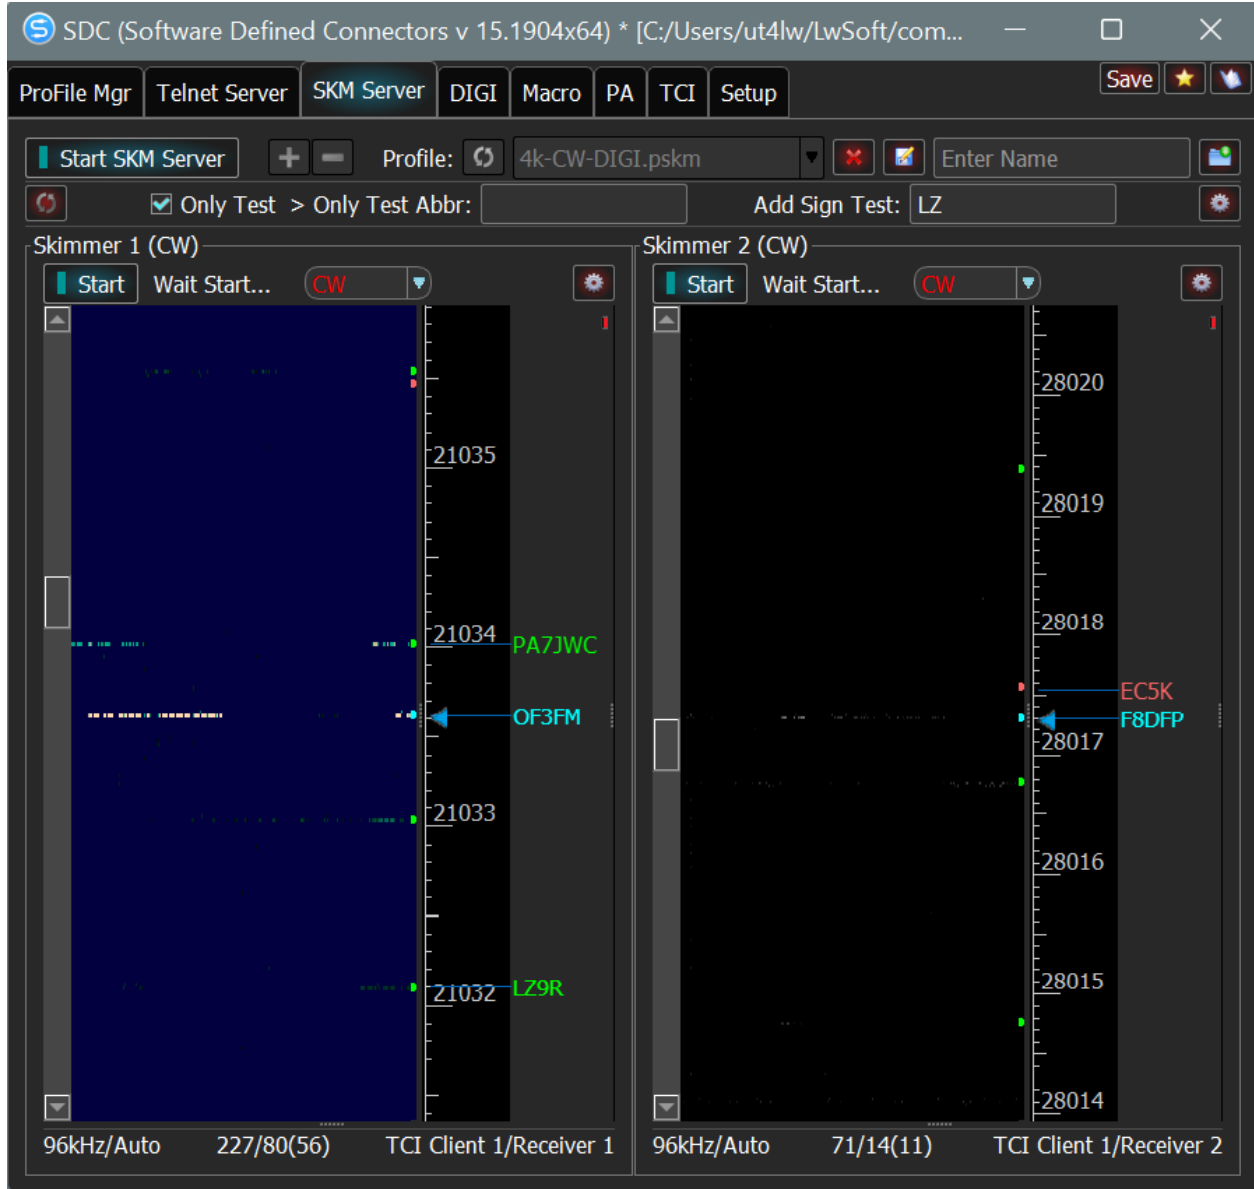 SDC (Software Defined Connectors v 15.1904x64) * [C:/Users/ut4lw/LwSoft/com...
ProFile Mgr Telnet Server SKM Server DIGI Macro PA TCI Setup Save
Start SKM Server Profile: 4k-CW-DIGI.pskm Enter Name
Only Test > Only Test Abbr: Add Sign Test: LZ
Skimmer 1 (CW)
Start Wait Start... CW
21035
21034 PA7JWC
OF3FM
21033
21032 LZ9R
96kHz/Auto 227/80(56) TCI Client 1/Receiver 1
Skimmer 2 (CW)
Start Wait Start... CW
28020
28019
28018
EC5K
F8DFP
28017
28016
28015
28014
96kHz/Auto 71/14(11) TCI Client 1/Receiver 2